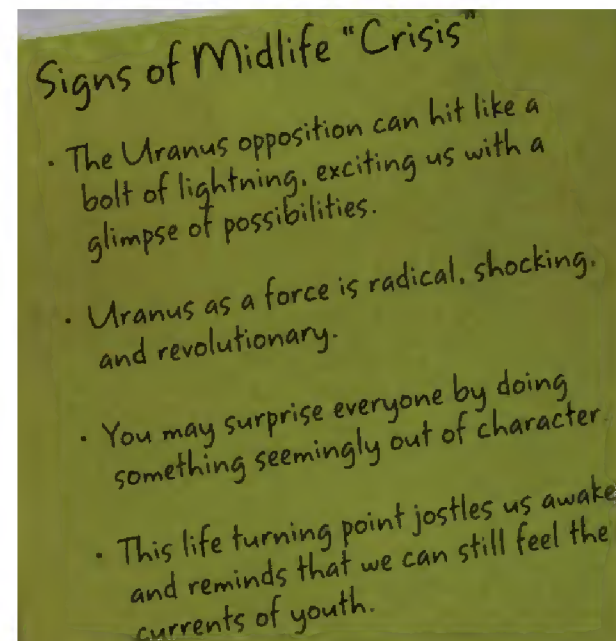 Signs of Midlife "Crisis"
· The Uranus opposition can hit like a
bolt of lightning, exciting us with a
glimpse of possibilities.
· Uranus as a force is radical, shocking,
and revolutionary.
· You may surprise everyone by doing
something seemingly out of character.
· This life turning point jostles us awake
and reminds that we can still feel the
currents of youth.